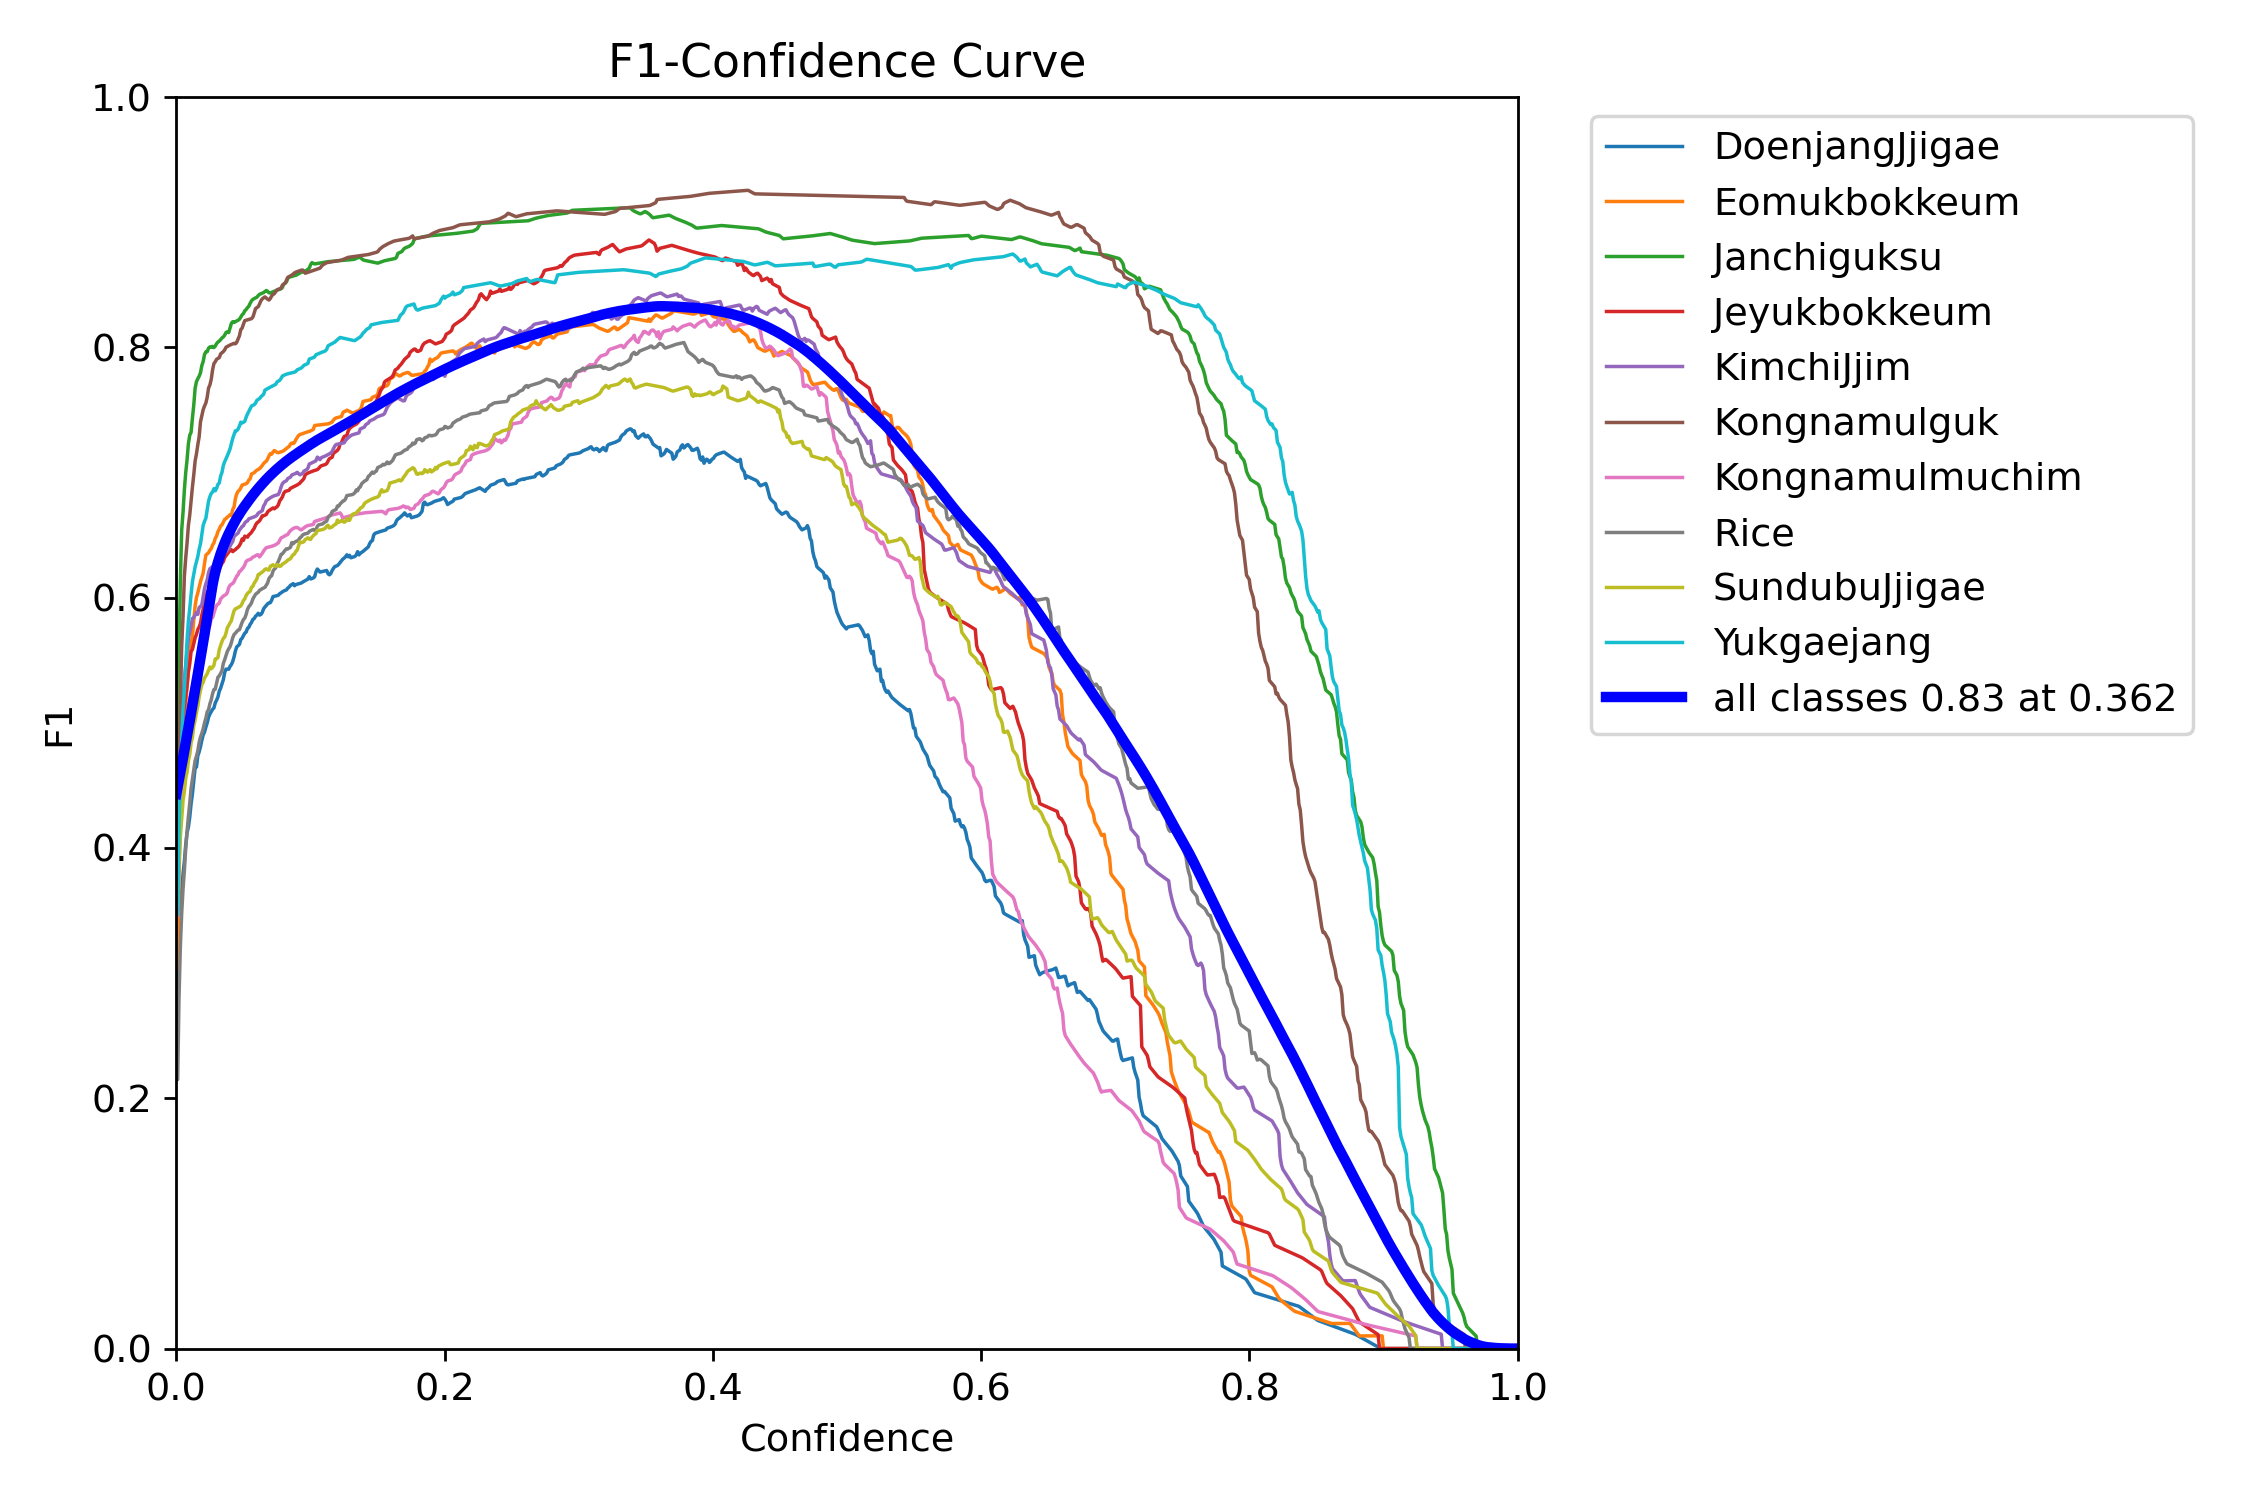 F1-Confidence Curve
1.0
0.8
0.6
0.4
0.2
0.0
F1
0.0 0.2 0.4 0.6 0.8 1.0
Confidence
DoenjangJjigae
Eomukbokkeum
Janchiguksu
Jeyukbokkeum
KimchiJjim
Kongnamulguk
Kongnamulmuchim
Rice
SundubuJjigae
Yukgaejang
all classes 0.83 at 0.362